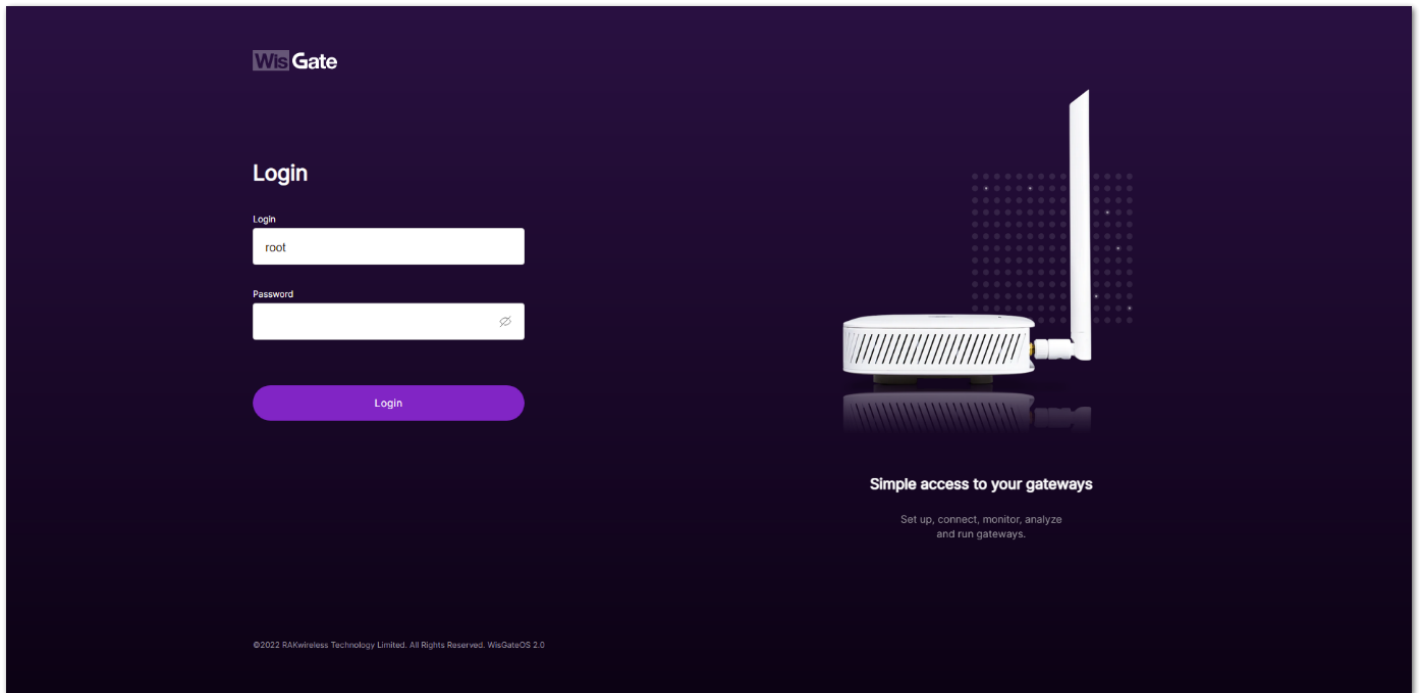 WisGate
Login
Login
root
Password
Login
Simple access to your gateways
Set up, connect, monitor, analyze
and run gateways.
©2022 RAKwireless Technology Limited. All Rights Reserved. WisGateOS 2.0